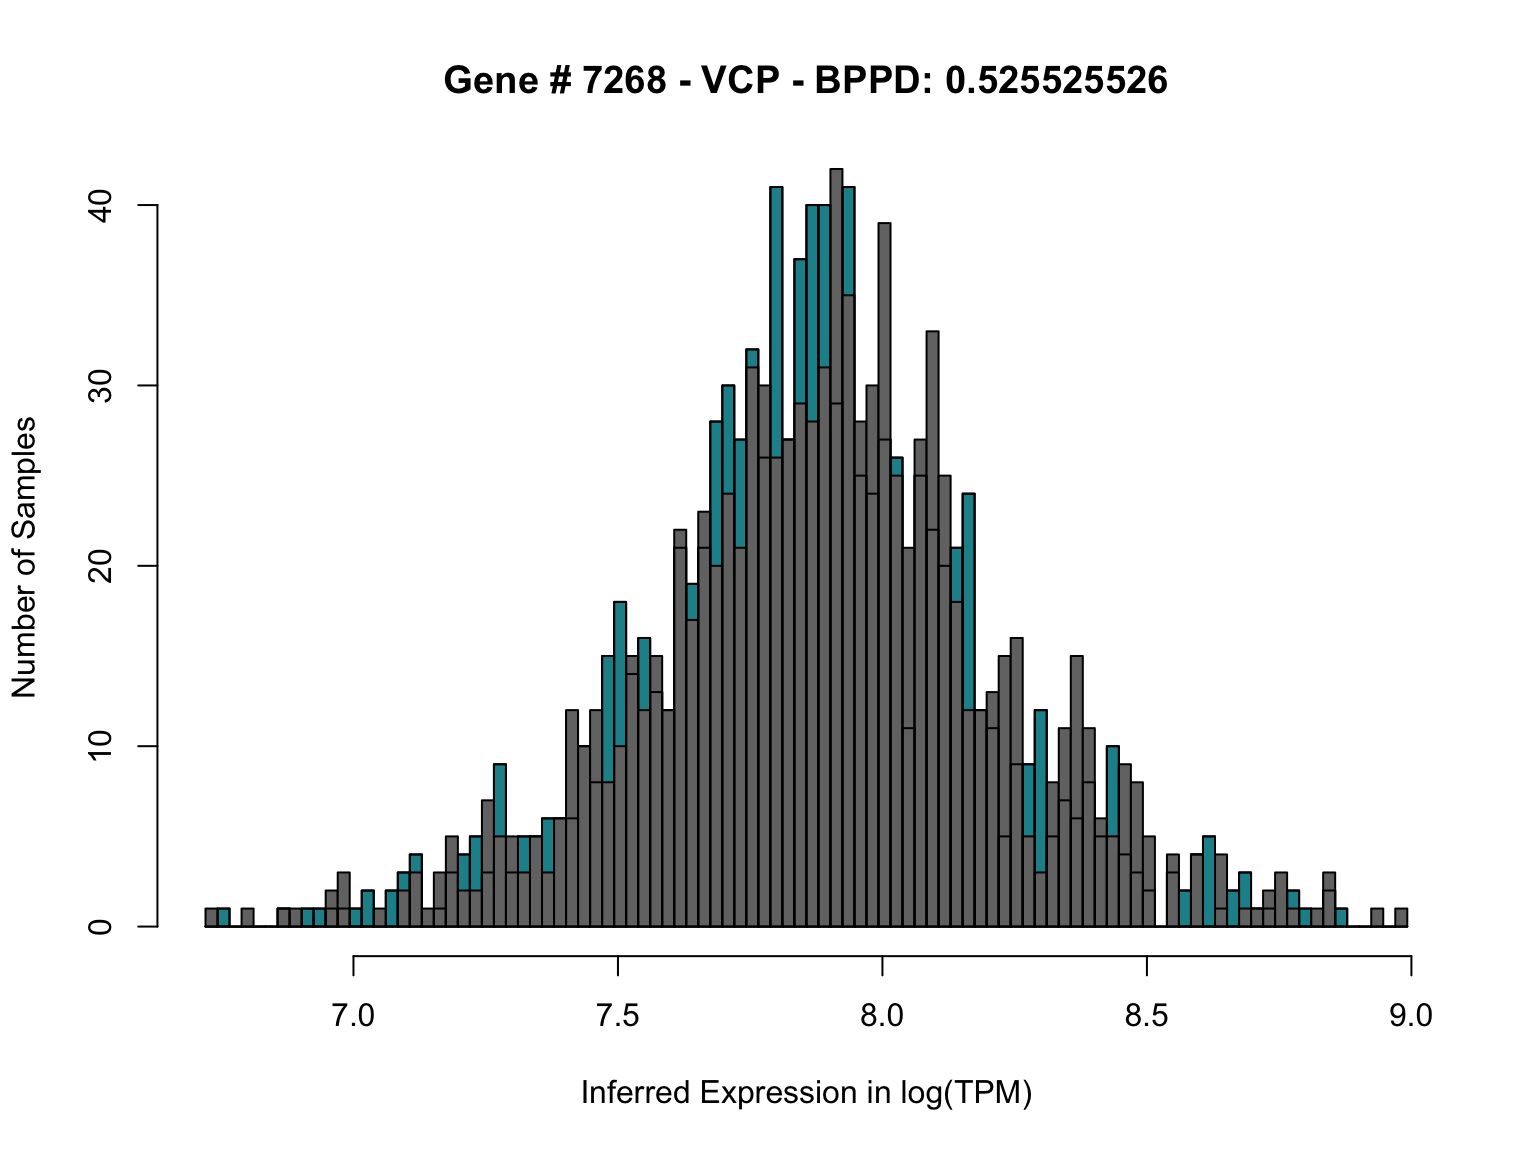 Gene # 7268 - VCP - BPPD: 0.525525526
Number of Samples
40
30
20
10
0
7.0 7.5 8.0 8.5 9.0
Inferred Expression in log(TPM)